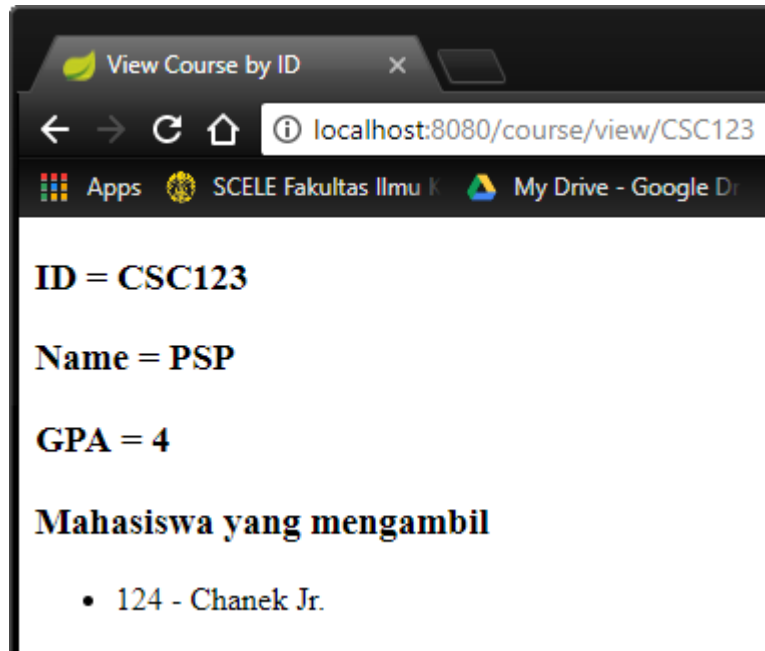 View Course by ID
localhost:8080/course/view/CSC123
Apps SCELE Fakultas Ilmu My Drive - Google
ID = CSC123
Name = PSP
GPA = 4
Mahasiswa yang mengambil
124 - Chanek Jr.